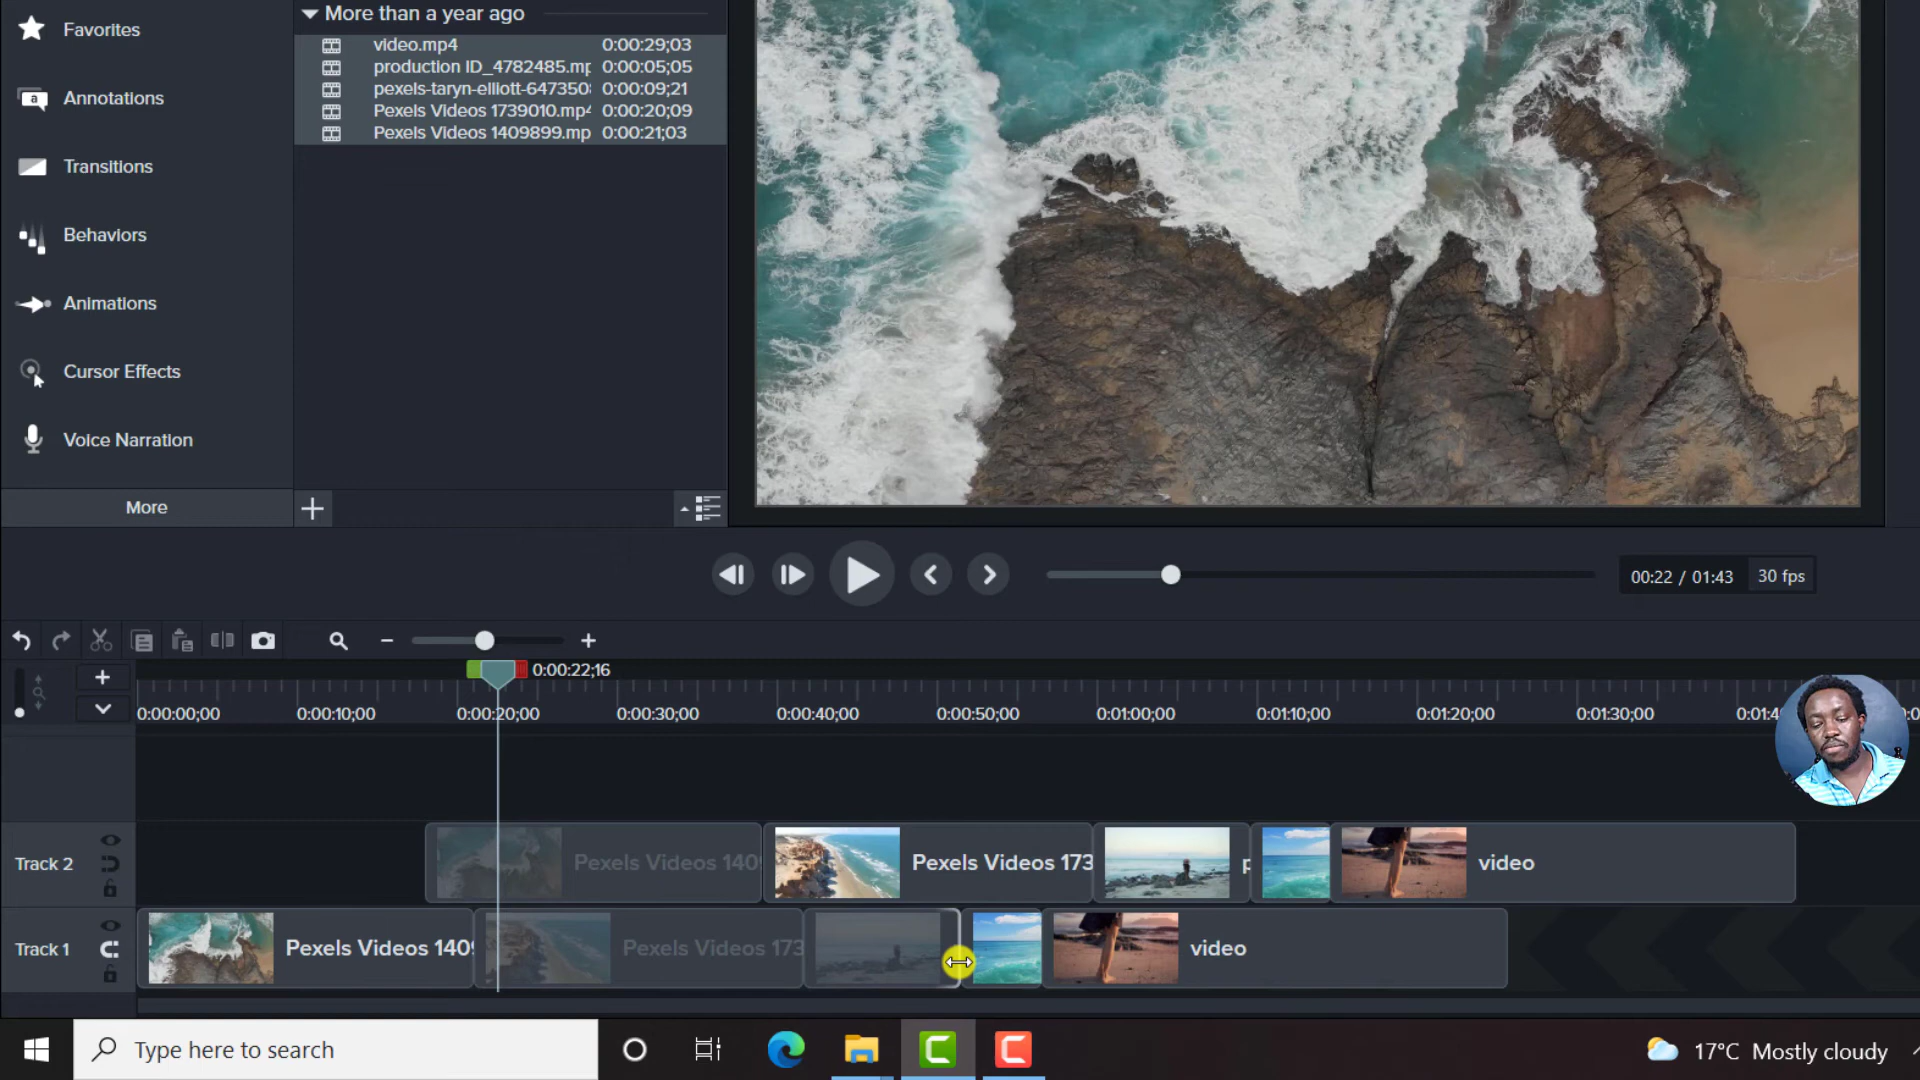 Favorites
Annotations
Transitions
Behaviors
Animations
Cursor Effects
Voice Narration
More
More than a year ago
video.mp4 0:00:29;03
production ID_4782485.mp 0:00:05;05
pexels-taryn-elliott-647350 0:00:09;21
Pexels Videos 1739010.mp4 0:00:20;09
Pexels Videos 1409899.mp 0:00:21;03
00:22 / 01:43 30 fps
0:00:22;16
0:00:00;00 0:00:10;00 0:00:20;00 0:00:30;00 0:00:40;00 0:00:50;00 0:01:00;00 0:01:10;00 0:01:20;00 0:01:30;00 0:01:4
Track 2
Pexels Videos 140
Pexels Videos 173
p
video
Track 1
Pexels Videos 140
Pexels Videos 173
video
Type here to search
17°C Mostly cloudy